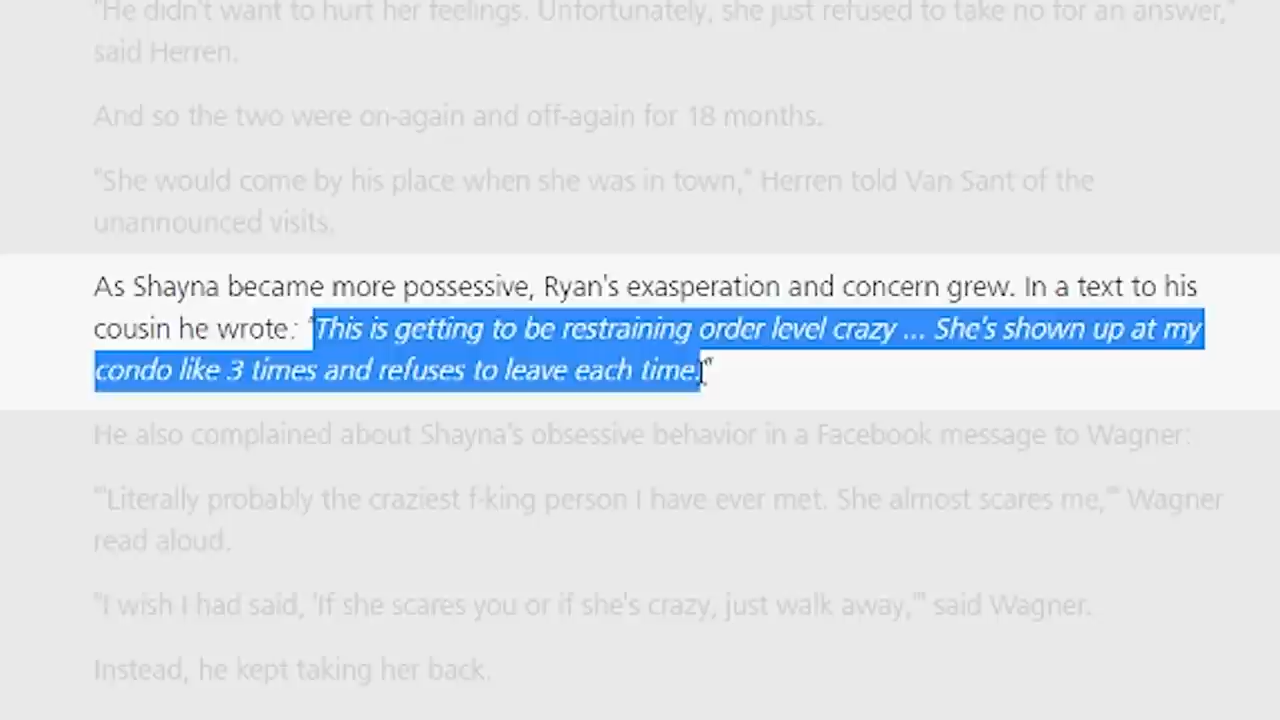 "He didn't want to hurt her feelings. Unfortunately, she just refused to take no for an answer,"
said Herren.
And so the two were on-again and off-again for 18 months.
"She would come by his place when she was in town," Herren told Van Sant of the
unannounced visits.
As Shayna became more possessive, Ryan's exasperation and concern grew. In a text to his
cousin he wrote: "This is getting to be restraining order level crazy ... She's shown up at my
condo like 3 times and refuses to leave each time."
He also complained about Shayna's obsessive behavior in a Facebook message to Wagner:
"'Literally probably the craziest f-king person I have ever met. She almost scares me,'" Wagner
read aloud.
"I wish I had said, 'If she scares you or if she's crazy, just walk away,'" said Wagner.
Instead, he kept taking her back.